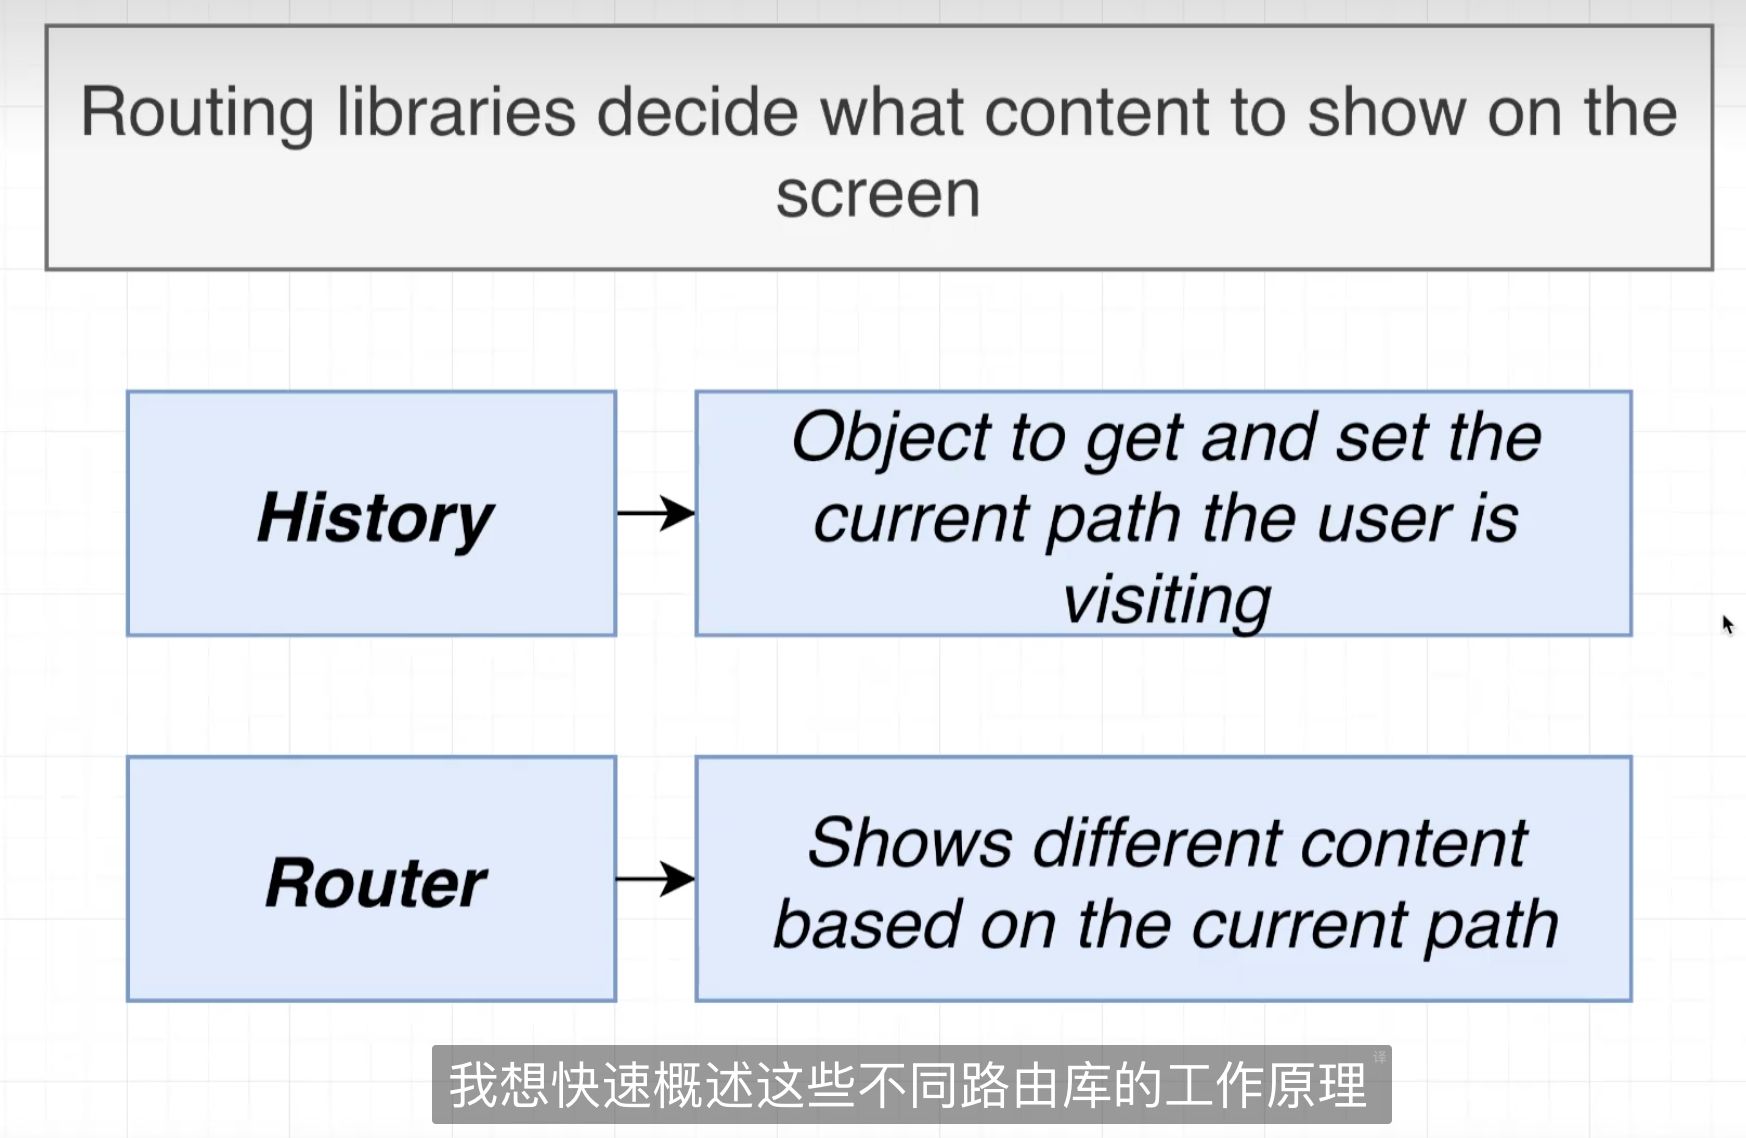 Routing libraries decide what content to show on the
screen
History
Object to get and set the
current path the user is
visiting
Router
Shows different content
based on the current path
我想快速概述这些不同路由库的工作原理
译